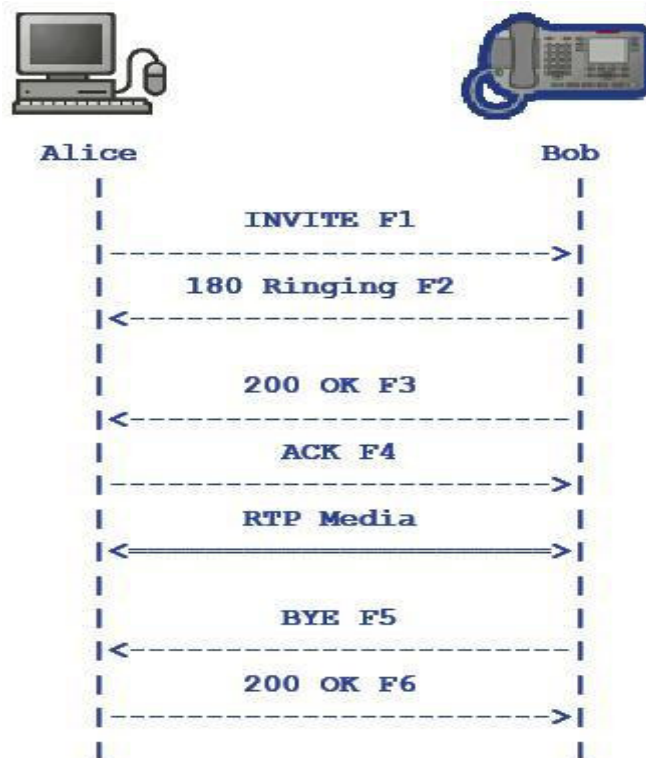 Alice Bob
INVITE F1
180 Ringing F2
200 OK F3
ACK F4
RTP Media
BYE F5
200 OK F6